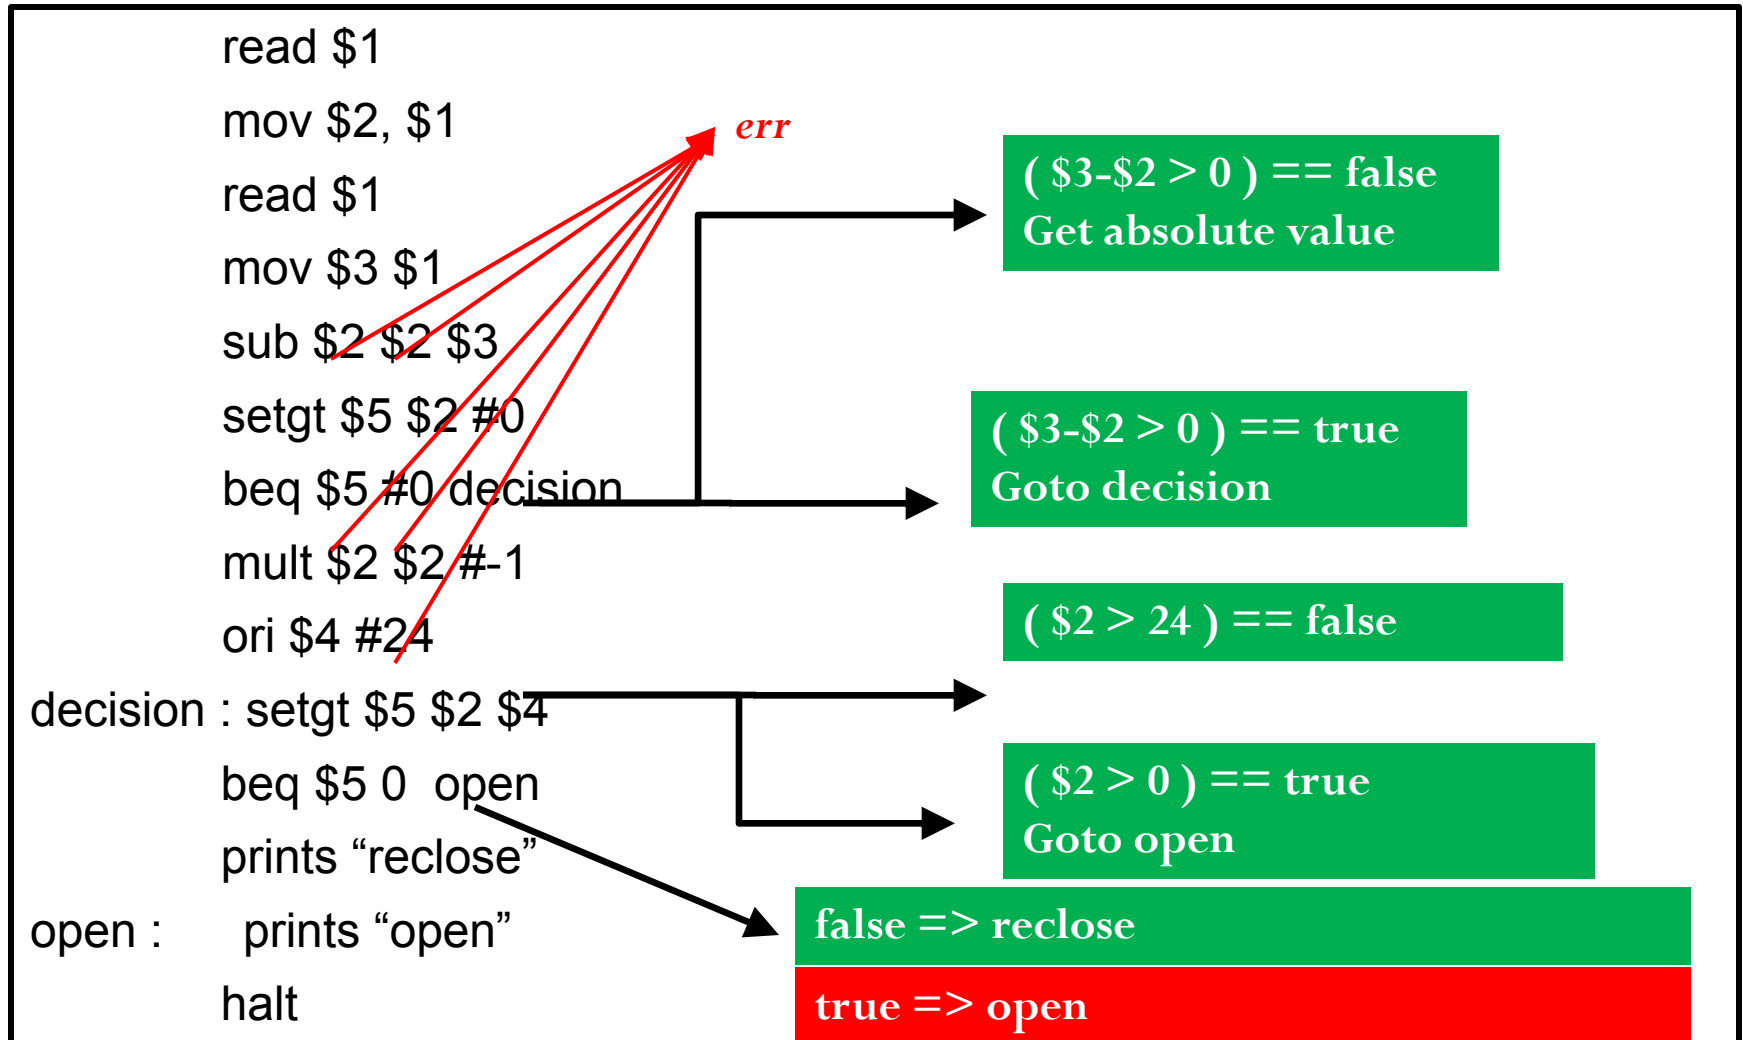 read $1
mov $2, $1
read $1
mov $3 $1
sub $2 $2 $3
setgt $5 $2 #0
beq $5 #0 decision
mult $2 $2 #-1
ori $4 #24
decision : setgt $5 $2 $4
beq $5 0 open
prints “reclose”
open : prints “open”
halt
err
( $3-$2 > 0 ) == false
Get absolute value
( $3-$2 > 0 ) == true
Goto decision
( $2 > 24 ) == false
( $2 > 0 ) == true
Goto open
false => reclose
true => open